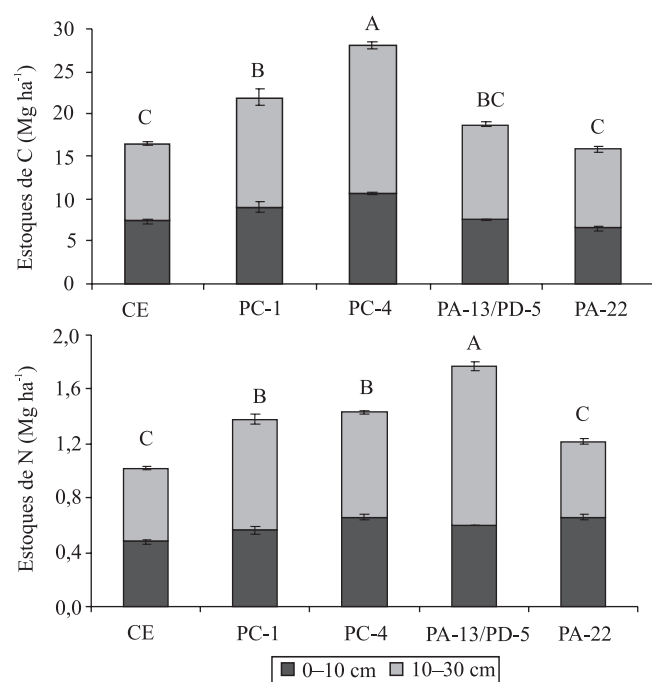 Estoques de C (Mg ha⁻¹)
30
25
20
15
10
5
0
C
B
A
BC
C
CE
PC-1
PC-4
PA-13/PD-5
PA-22
Estoques de N (Mg ha⁻¹)
2,0
1,6
1,2
0,8
0,4
0,0
C
B
B
A
C
CE
PC-1
PC-4
PA-13/PD-5
PA-22
0–10 cm
10–30 cm